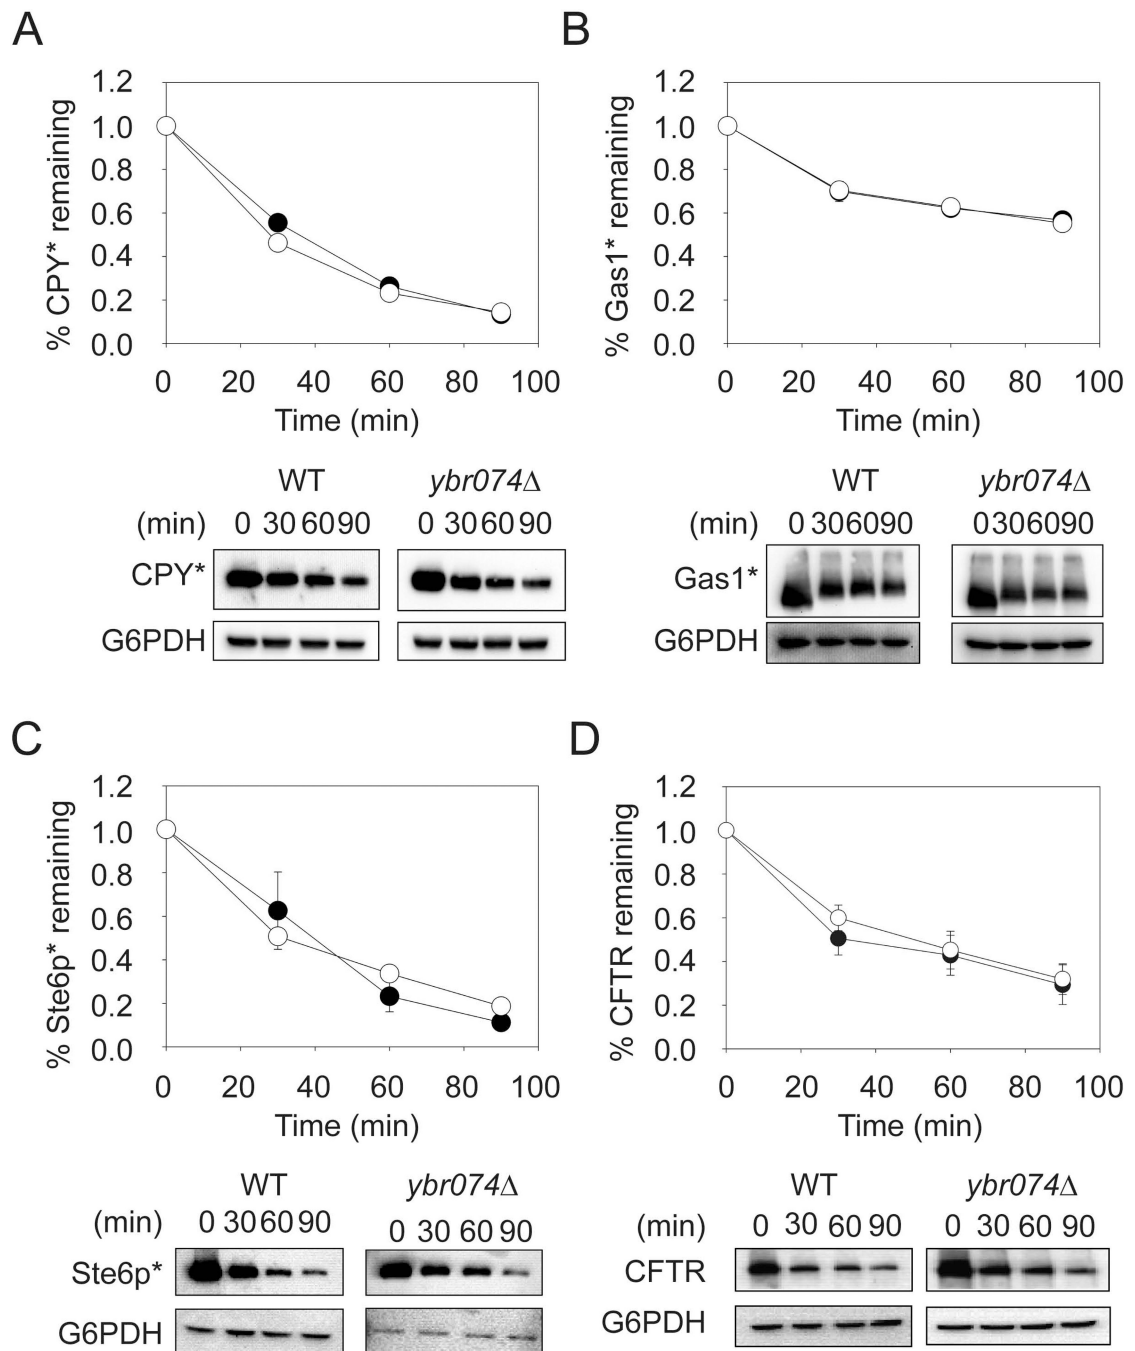 A
% CPY* remaining
1.2
1.0
0.8
0.6
0.4
0.2
0.0
0 20 40 60 80 100
Time (min)
WT ybr074Δ
(min) 0 30 60 90 0 30 60 90
CPY*
G6PDH
B
% Gas1* remaining
1.2
1.0
0.8
0.6
0.4
0.2
0.0
0 20 40 60 80 100
Time (min)
WT ybr074Δ
(min) 0 30 60 90 0 30 60 90
Gas1*
G6PDH
C
% Ste6p* remaining
1.2
1.0
0.8
0.6
0.4
0.2
0.0
0 20 40 60 80 100
Time (min)
WT ybr074Δ
(min) 0 30 60 90 0 30 60 90
Ste6p*
G6PDH
D
% CFTR remaining
1.2
1.0
0.8
0.6
0.4
0.2
0.0
0 20 40 60 80 100
Time (min)
WT ybr074Δ
(min) 0 30 60 90 0 30 60 90
CFTR
G6PDH